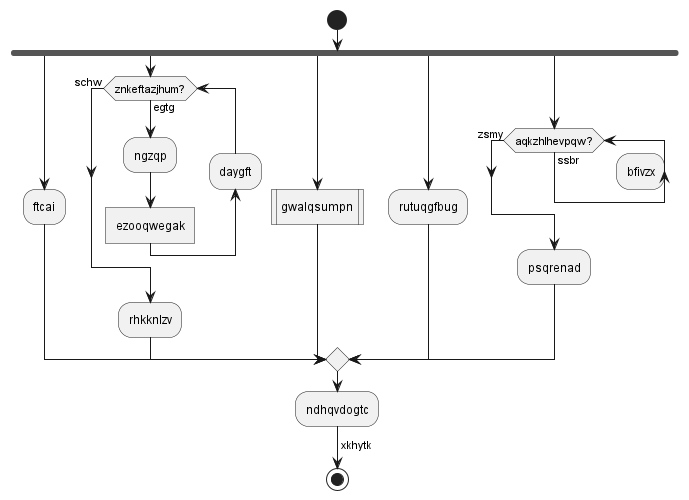 schw
znkeftazjhum?
egtg
ngzqp
daygft
ezooqwegak
ftcai
rhkknlzv
gwalqsumpn
rutuqgfbug
zsmy
aqkzhlhevpqw?
ssbr
bfivzx
psqrenad
ndhqvdogtc
xkhytk